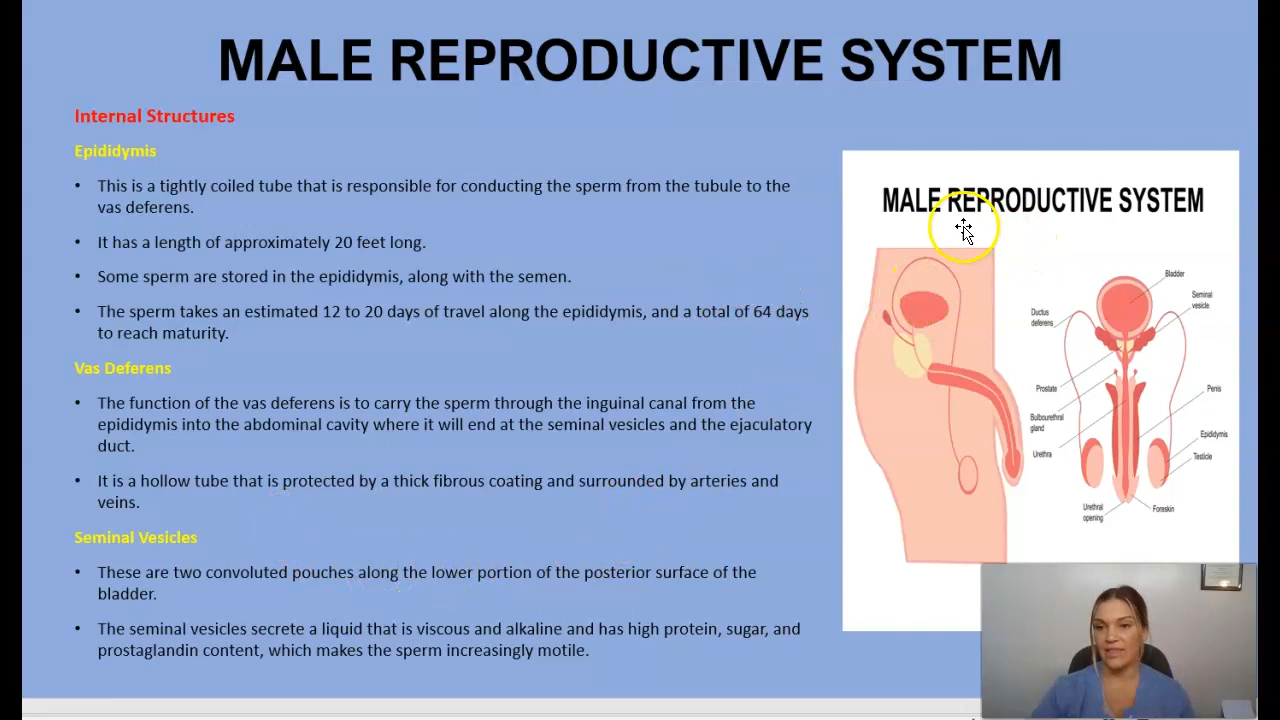 MALE REPRODUCTIVE SYSTEM
Internal Structures
Epididymis
• This is a tightly coiled tube that is responsible for conducting the sperm from the tubule to the
vas deferens.
• It has a length of approximately 20 feet long.
• Some sperm are stored in the epididymis, along with the semen.
• The sperm takes an estimated 12 to 20 days of travel along the epididymis, and a total of 64 days
to reach maturity.
Vas Deferens
• The function of the vas deferens is to carry the sperm through the inguinal canal from the
epididymis into the abdominal cavity where it will end at the seminal vesicles and the ejaculatory
duct.
• It is a hollow tube that is protected by a thick fibrous coating and surrounded by arteries and
veins.
Seminal Vesicles
• These are two convoluted pouches along the lower portion of the posterior surface of the
bladder.
• The seminal vesicles secrete a liquid that is viscous and alkaline and has high protein, sugar, and
prostaglandin content, which makes the sperm increasingly motile.
MALE REPRODUCTIVE SYSTEM
Bladder
Seminal
vesicle
Ductus
deferens
Prostate
Penis
Bulbourethral
gland
Epididymis
Urethra
Testicle
Urethral
opening
Foreskin